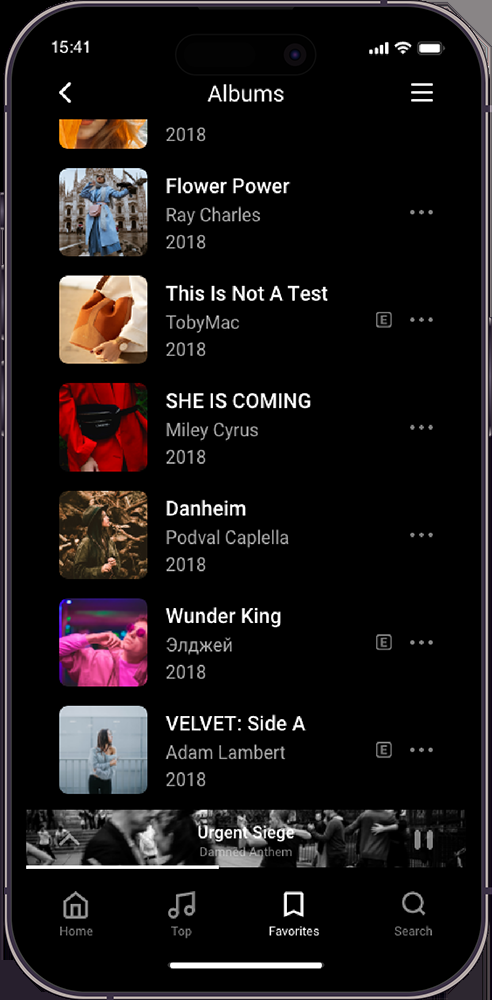 15:41
Albums
2018
Flower Power
Ray Charles
2018
This Is Not A Test
TobyMac
E
2018
SHE IS COMING
Miley Cyrus
2018
Danheim
Podval Caplella
2018
Wunder King
Элджей
E
2018
VELVET: Side A
Adam Lambert
E
2018
Urgent Siege
Damned Anthem
Home
Top
Favorites
Search